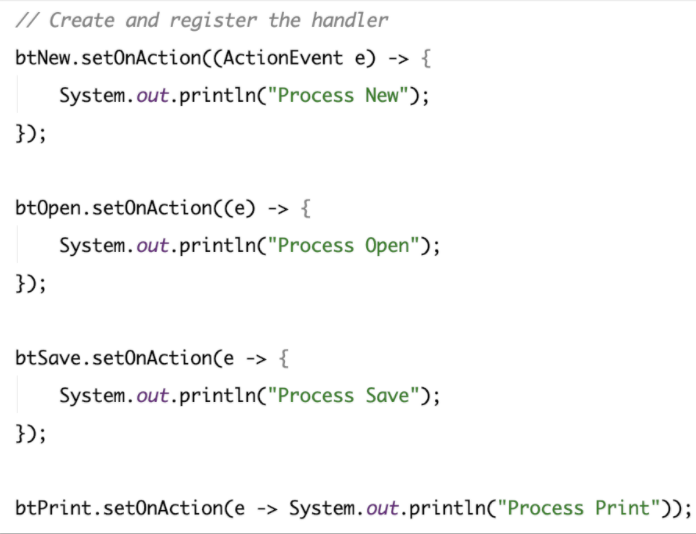 // Create and register the handler
btNew.setOnAction((ActionEvent e) -> {
    System.out.println("Process New");
});

btOpen.setOnAction((e) -> {
    System.out.println("Process Open");
});

btSave.setOnAction(e -> {
    System.out.println("Process Save");
});

btPrint.setOnAction(e -> System.out.println("Process Print"));